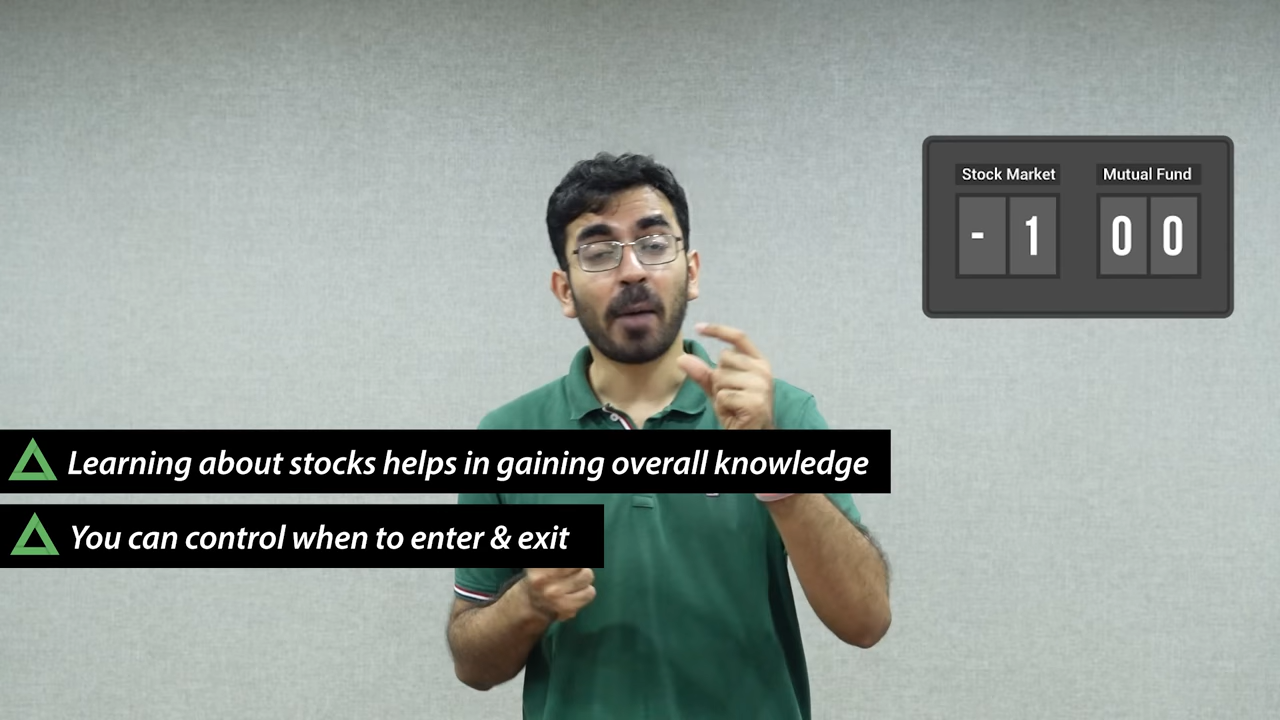 Stock Market Mutual Fund
- 1 0 0
Learning about stocks helps in gaining overall knowledge
You can control when to enter & exit